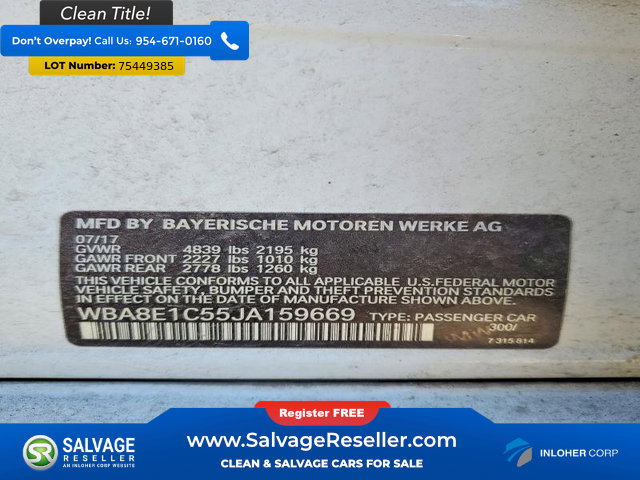 Clean Title!
Don't Overpay! Call Us: 954-671-0160
LOT Number: 75449385
MFD BY BAYERISCHE MOTOREN WERKE AG
07/17
GVWR 4839 lbs 2195 kg
GAWR FRONT 2227 lbs 1010 kg
GAWR REAR 2778 lbs 1260 kg
THIS VEHICLE CONFORMS TO ALL APPLICABLE U.S.FEDERAL MOTOR
VEHICLE SAFETY, BUMPER AND THEFT PREVENTION STANDARDS
IN EFFECT ON THE DATE OF MANUFACTURE SHOWN ABOVE.
WBA8E1C55JA159669 TYPE: PASSENGER CAR
300/
7 315 814
Register FREE
SR
SALVAGE
RESELLER
AN INLOHER CORP WEBSITE
www.SalvageReseller.com
CLEAN & SALVAGE CARS FOR SALE
INLOHER CORP